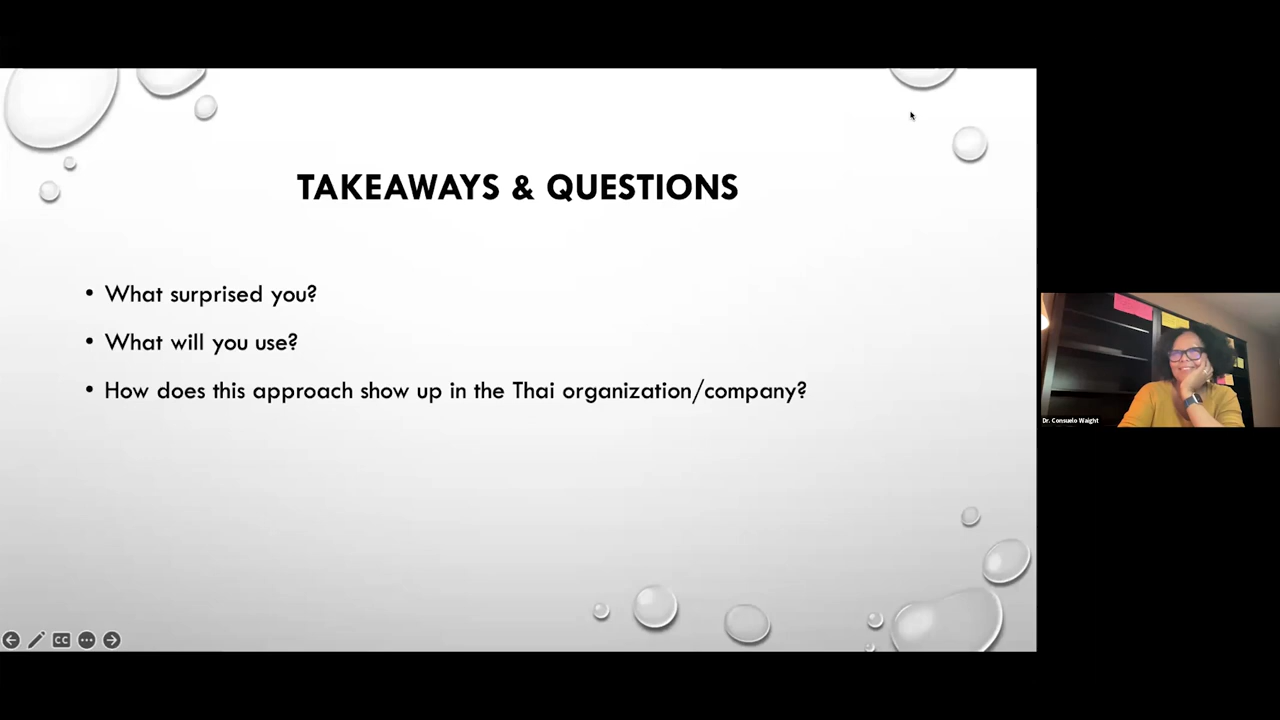 TAKEAWAYS & QUESTIONS
• What surprised you?
• What will you use?
• How does this approach show up in the Thai organization/company?
Dr. Consuelo Waight
CC